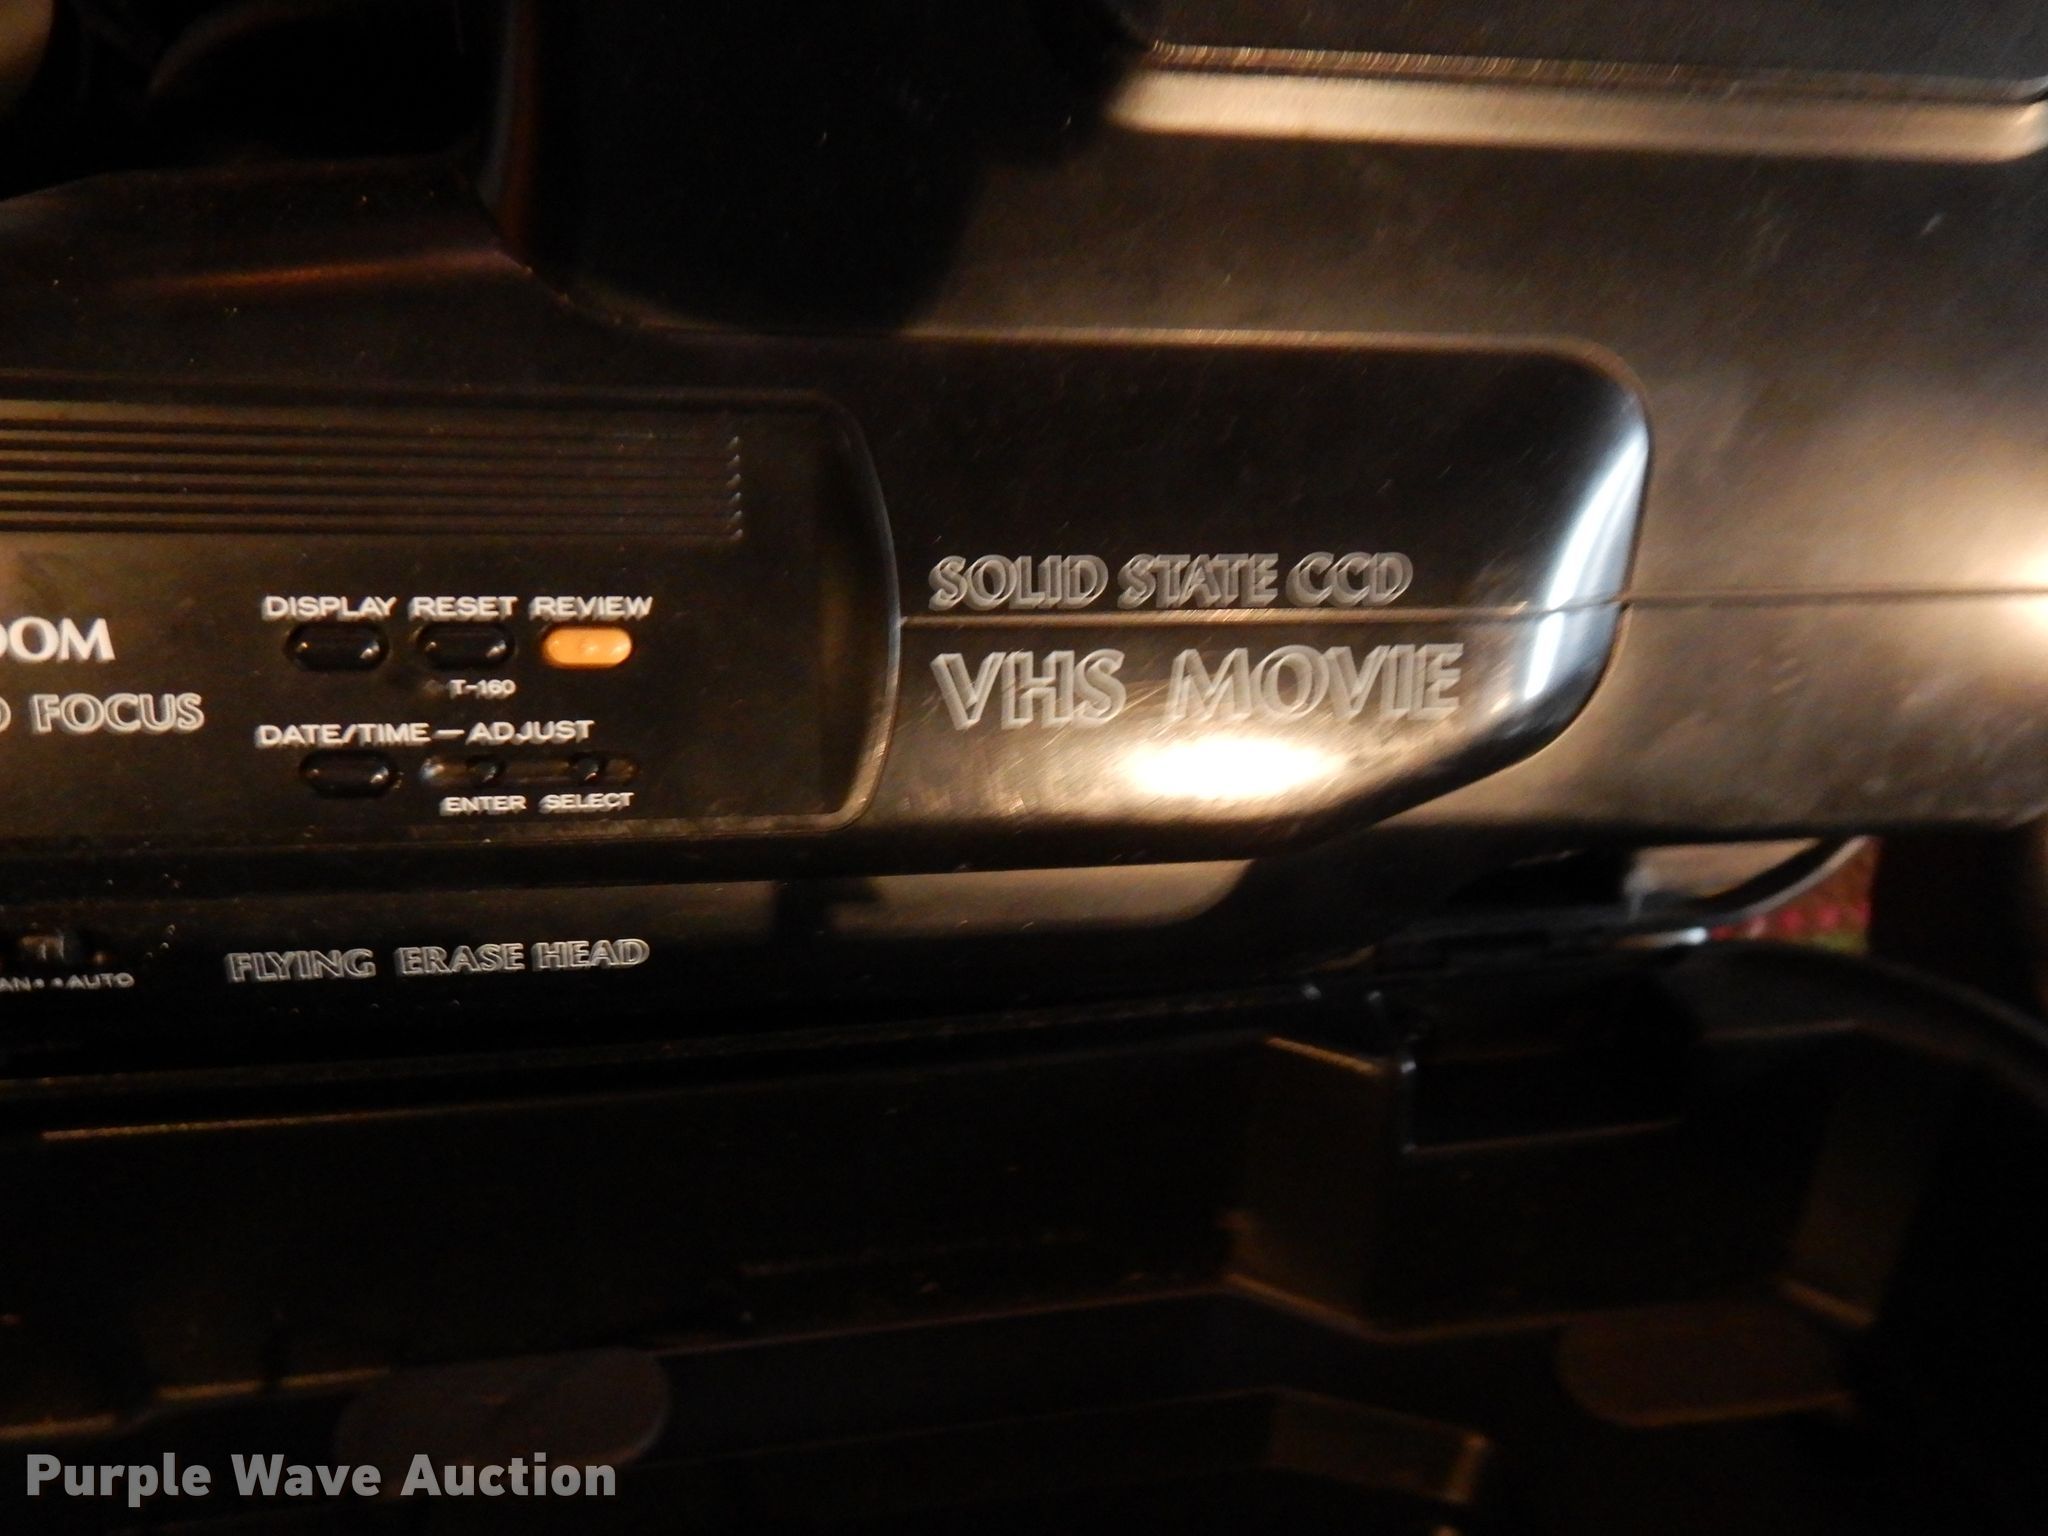 DISPLAY RESET REVIEW
T-160
FOCUS
DATE/TIME — ADJUST
ENTER SELECT
SOLID STATE CCD
VHS MOVIE
AUTO
FLYING ERASE HEAD
Purple Wave Auction